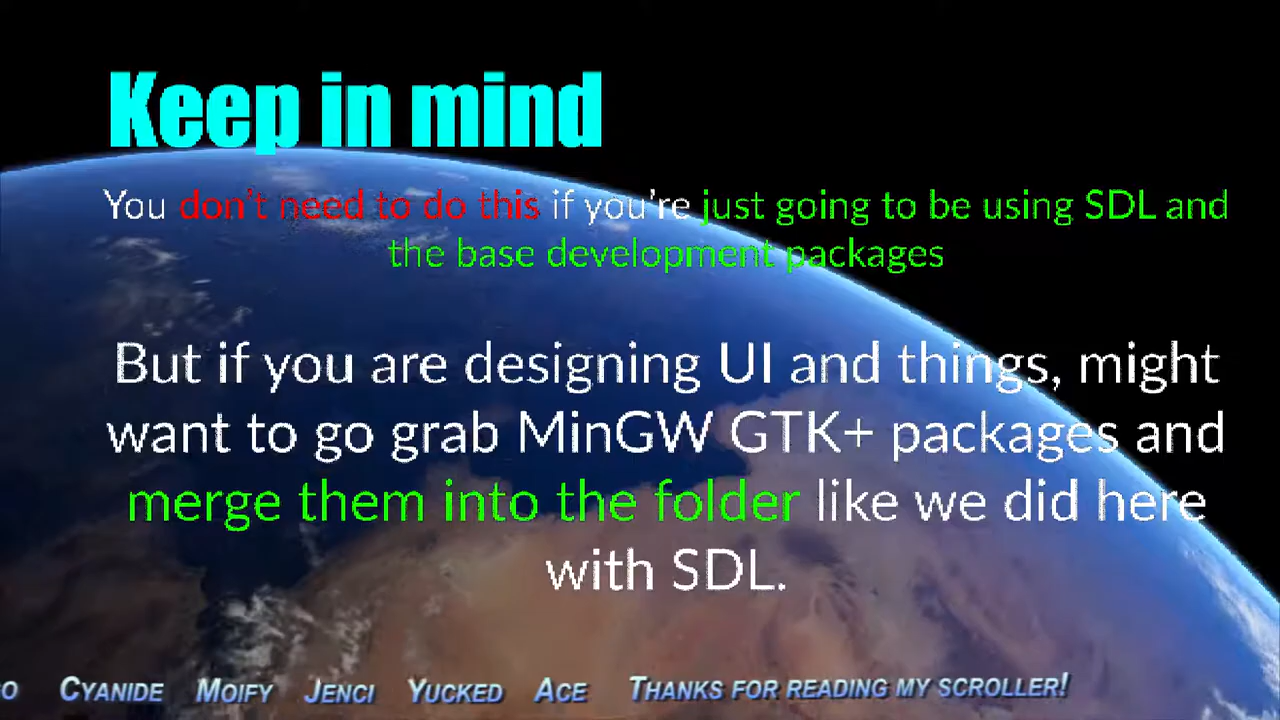 Keep in mind
You don't need to do this if you're just going to be using SDL and
the base development packages
But if you are designing UI and things, might
want to go grab MinGW GTK+ packages and
merge them into the folder like we did here
with SDL.
CYANIDE MOIFY JENCI YUCKED ACE THANKS FOR READING MY SCROLLER!